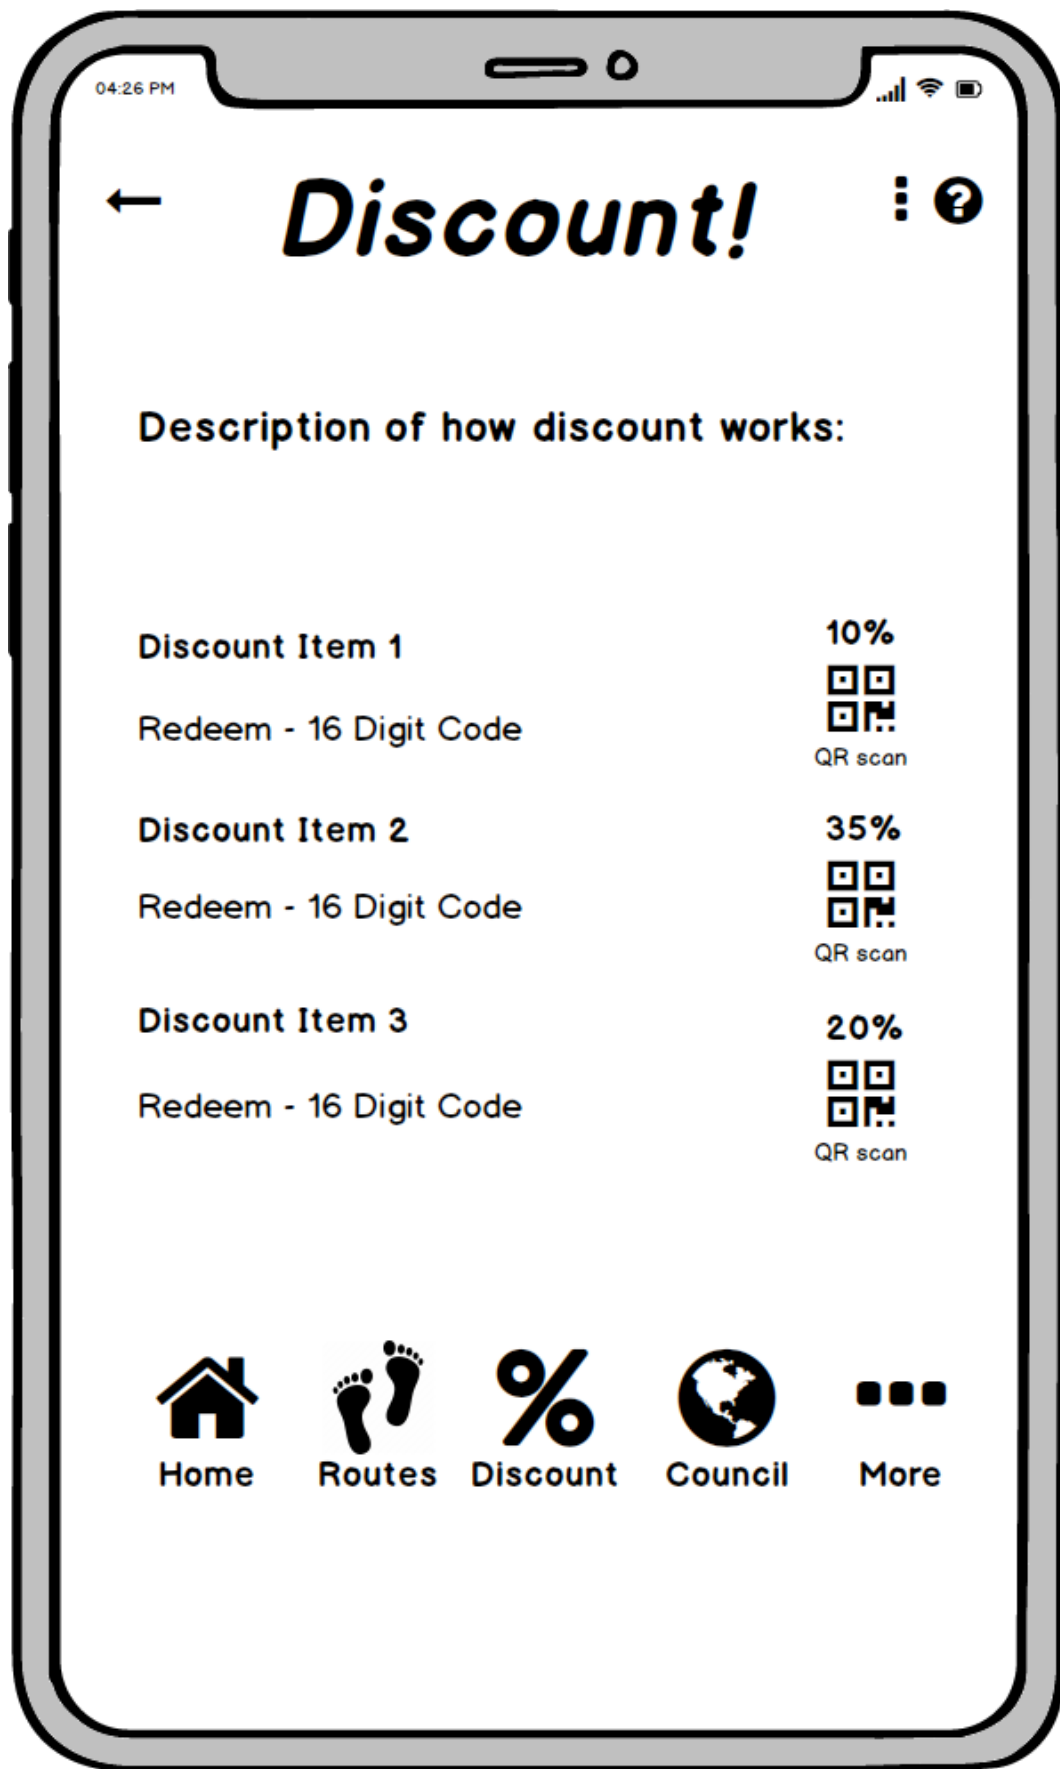 04:26 PM
Discount!
Description of how discount works:
Discount Item 1
10%
Redeem - 16 Digit Code
QR scan
Discount Item 2
35%
Redeem - 16 Digit Code
QR scan
Discount Item 3
20%
Redeem - 16 Digit Code
QR scan
Home Routes Discount Council More